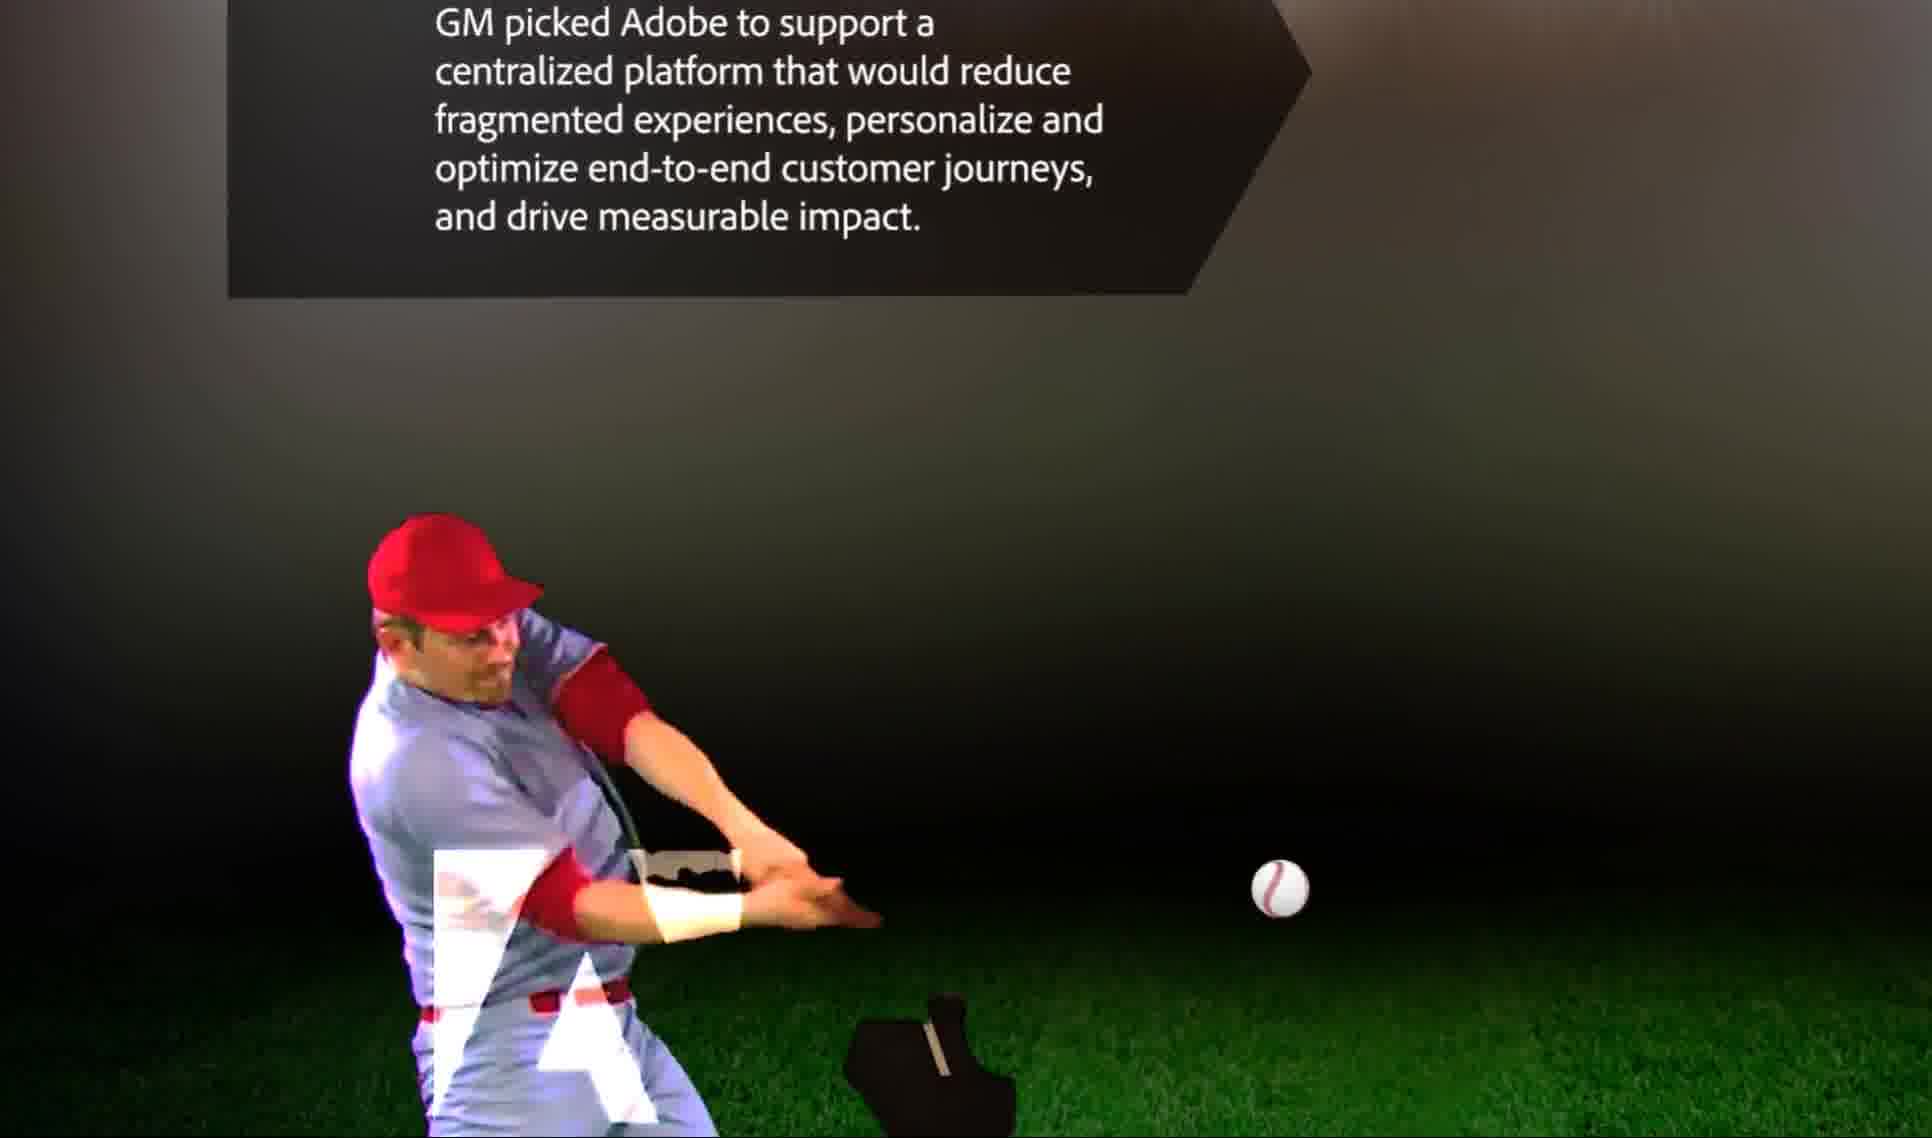 GM picked Adobe to support a
centralized platform that would reduce
fragmented experiences, personalize and
optimize end-to-end customer journeys,
and drive measurable impact.